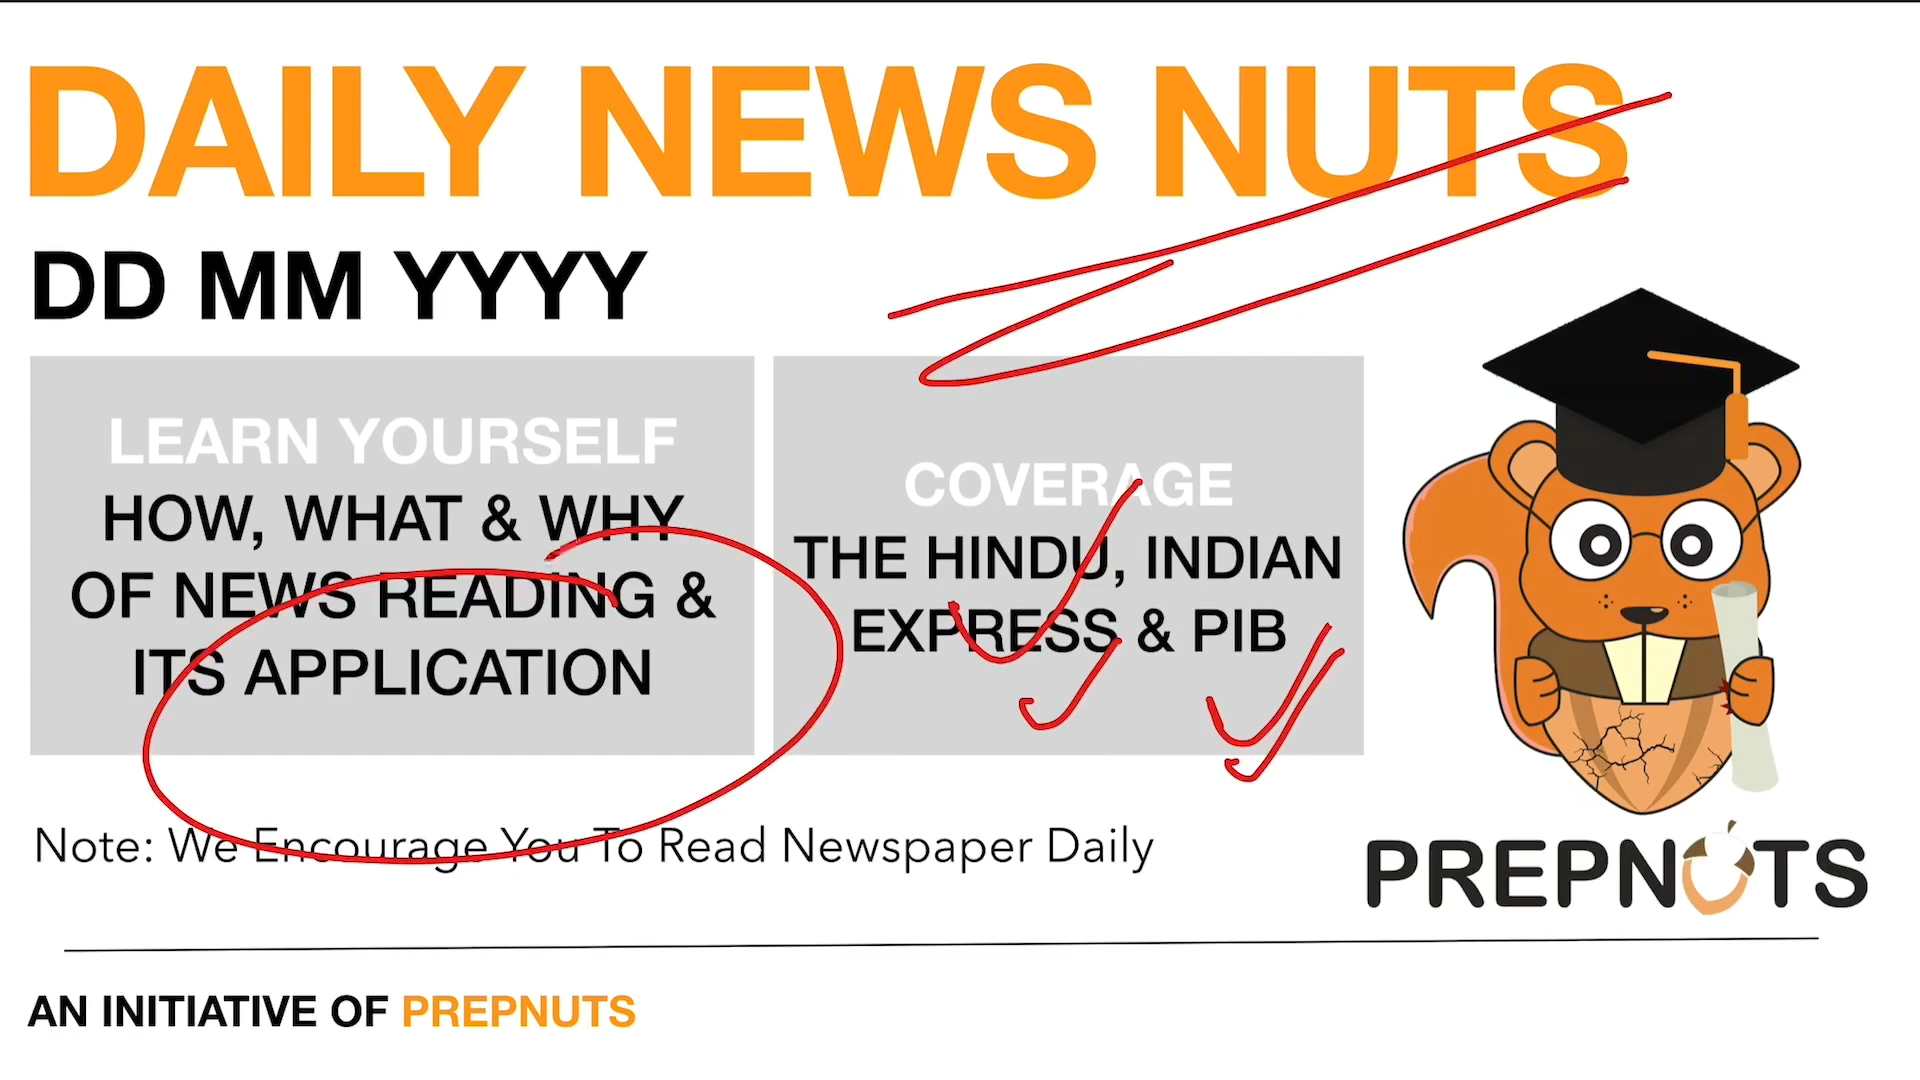 DAILY NEWS NUTS
DD MM YYYY
LEARN YOURSELF
HOW, WHAT & WHY
OF NEWS READING &
ITS APPLICATION
COVERAGE
THE HINDU, INDIAN
EXPRESS & PIB
Note: We Encourage You To Read Newspaper Daily
PREPNUTS
AN INITIATIVE OF PREPNUTS